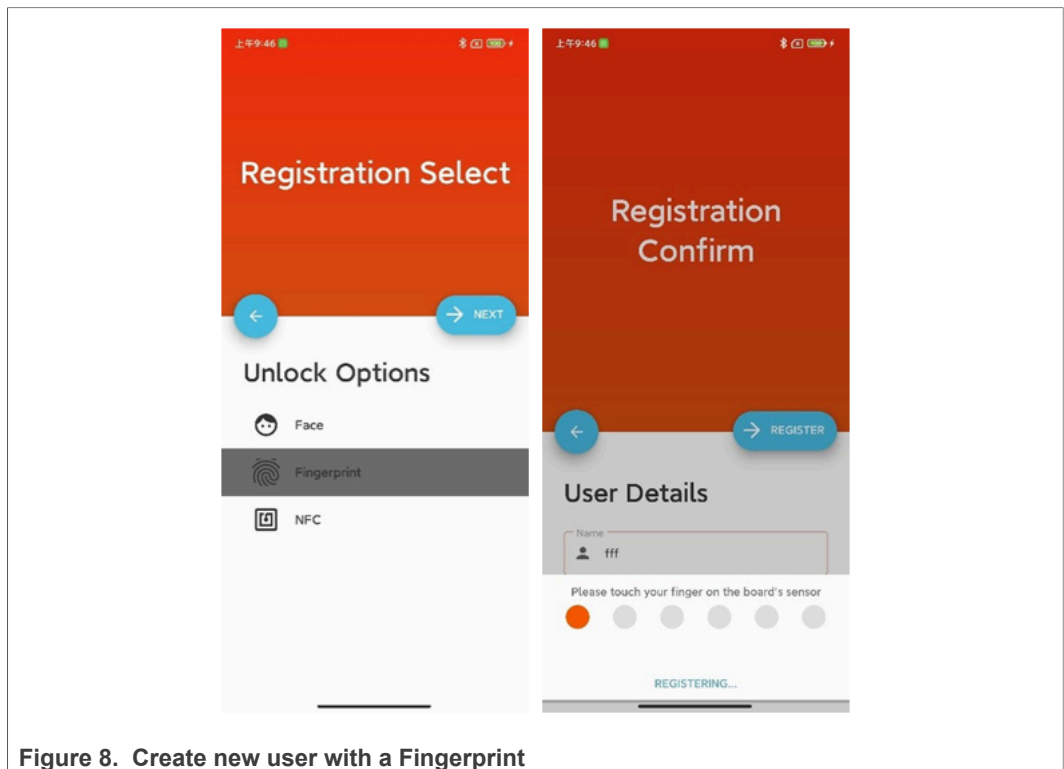 上午9:46
100
Registration Select
NEXT
Unlock Options
Face
Fingerprint
NFC
上午9:46
100
Registration
Confirm
REGISTER
User Details
Name
fff
Please touch your finger on the board's sensor
REGISTERING...
Figure 8. Create new user with a Fingerprint